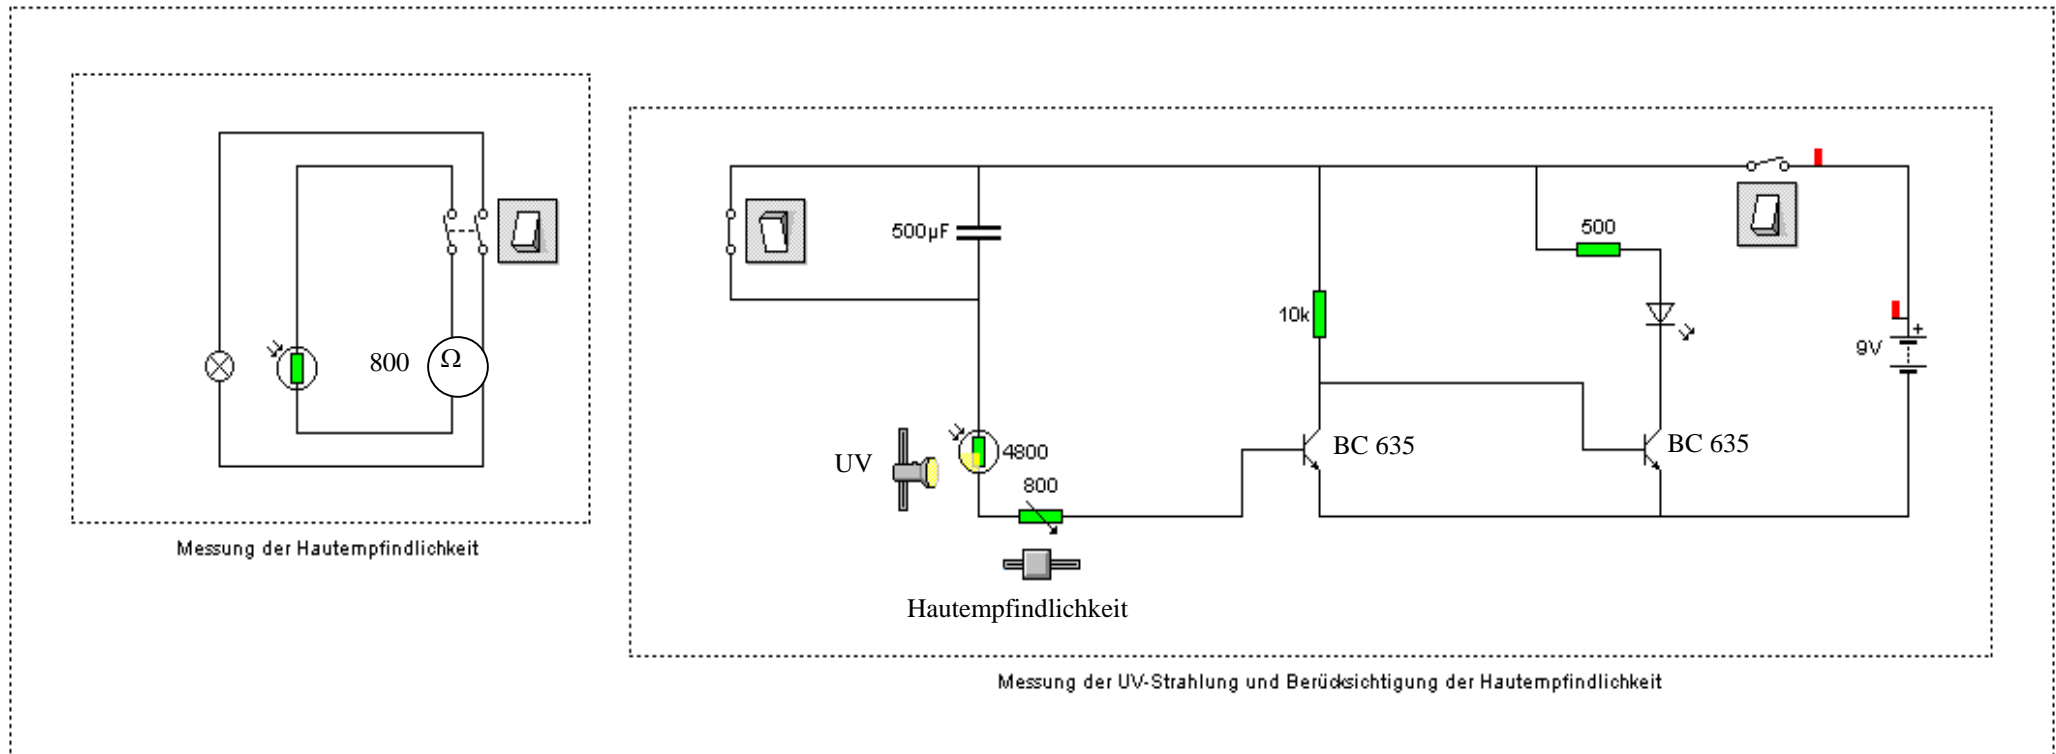 800
Ω
Messung der Hautempfindlichkeit
500µF
UV
4800
800
Hautempfindlichkeit
10k
BC 635
500
BC 635
9V
+
Messung der UV-Strahlung und Berücksichtigung der Hautempfindlichkeit